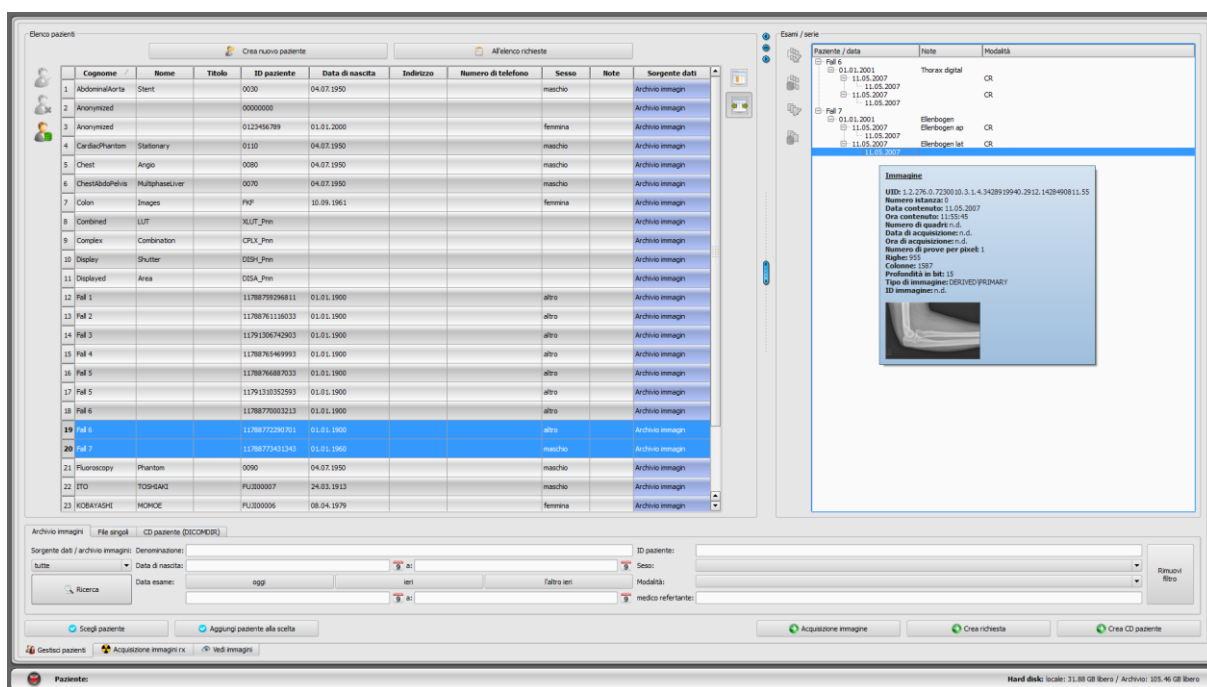 Elenco pazienti
Crea nuovo paziente All'elenco richieste
Cognome Nome Titolo ID paziente Data di nascita Indirizzo Numero di telefono Sesso Note Sorgente dati
1 AbdominalAorta Stent 0030 04.07.1950 maschio Archivio immagin
2 Anonymized 00000000 Archivio immagin
3 Anonymized 0123456789 01.01.2000 femmina Archivio immagin
4 CardiacPhantom Stationary 0110 04.07.1950 maschio Archivio immagin
5 Chest Angio 0080 04.07.1950 maschio Archivio immagin
6 ChestAbdoPelvis MultiphaseLiver 0070 04.07.1950 maschio Archivio immagin
7 Colon Images FKF 10.09.1961 femmina Archivio immagin
8 Combined LUT XLUT_Pnn Archivio immagin
9 Complex Combination CPLX_Pnn Archivio immagin
10 Display Shutter DISH_Pnn Archivio immagin
11 Displayed Area DISA_Pnn Archivio immagin
12 Fall 1 11788759296811 01.01.1900 altro Archivio immagin
13 Fall 2 11788761116033 01.01.1900 altro Archivio immagin
14 Fall 3 11791306742903 01.01.1900 altro Archivio immagin
15 Fall 4 11788765469993 01.01.1900 altro Archivio immagin
16 Fall 5 11788766887033 01.01.1900 altro Archivio immagin
17 Fall 5 11791310352593 01.01.1900 altro Archivio immagin
18 Fall 6 11788770003213 01.01.1900 altro Archivio immagin
19 Fall 6 11788772290701 01.01.1900 altro Archivio immagin
20 Fall 7 11788773431343 01.01.1960 maschio Archivio immagin
21 Fluoroscopy Phantom 0090 04.07.1950 maschio Archivio immagin
22 ITO TOSHIAKI FUJI00007 24.03.1913 maschio Archivio immagin
23 KOBAYASHI MOMOE FUJI00006 08.04.1979 femmina Archivio immagin
Esami / serie
Paziente / data Note Modalità
Fall 6
01.01.2001 Thorax digital
11.05.2007 CR
11.05.2007
11.05.2007 CR
11.05.2007
Fall 7
01.01.2001 Ellenbogen
11.05.2007 Ellenbogen ap CR
11.05.2007
11.05.2007 Ellenbogen lat CR
11.05.2007
Immagine
UID: 1.2.276.0.7230010.3.1.4.3428919940.2912.1428490811.55
Numero istanza: 0
Data contenuto: 11.05.2007
Ora contenuto: 11:55:45
Numero di quadri: n.d.
Data di acquisizione: n.d.
Ora di acquisizione: n.d.
Numero di prove per pixel: 1
Righe: 955
Colonne: 1587
Profondità in bit: 15
Tipo di immagine: DERIVED\PRIMARY
ID immagine: n.d.
Archivio immagini File singoli CD paziente (DICOMDIR)
Sorgente dati / archivio immagini: Denominazione: ID paziente:
tutte Data di nascita: 9 a: 9 Sesso:
Ricerca Data esame: oggi ieri l'altro ieri Modalità: Rimuovi filtro
9 a: 9 medico refertante:
Scegli paziente Aggiungi paziente alla scelta Acquisizione immagine Crea richiesta Crea CD paziente
Gestisci pazienti Acquisizione immagini rx Vedi immagini
Paziente: Hard disk: locale: 31.88 GB libero / Archivio: 105.46 GB libero